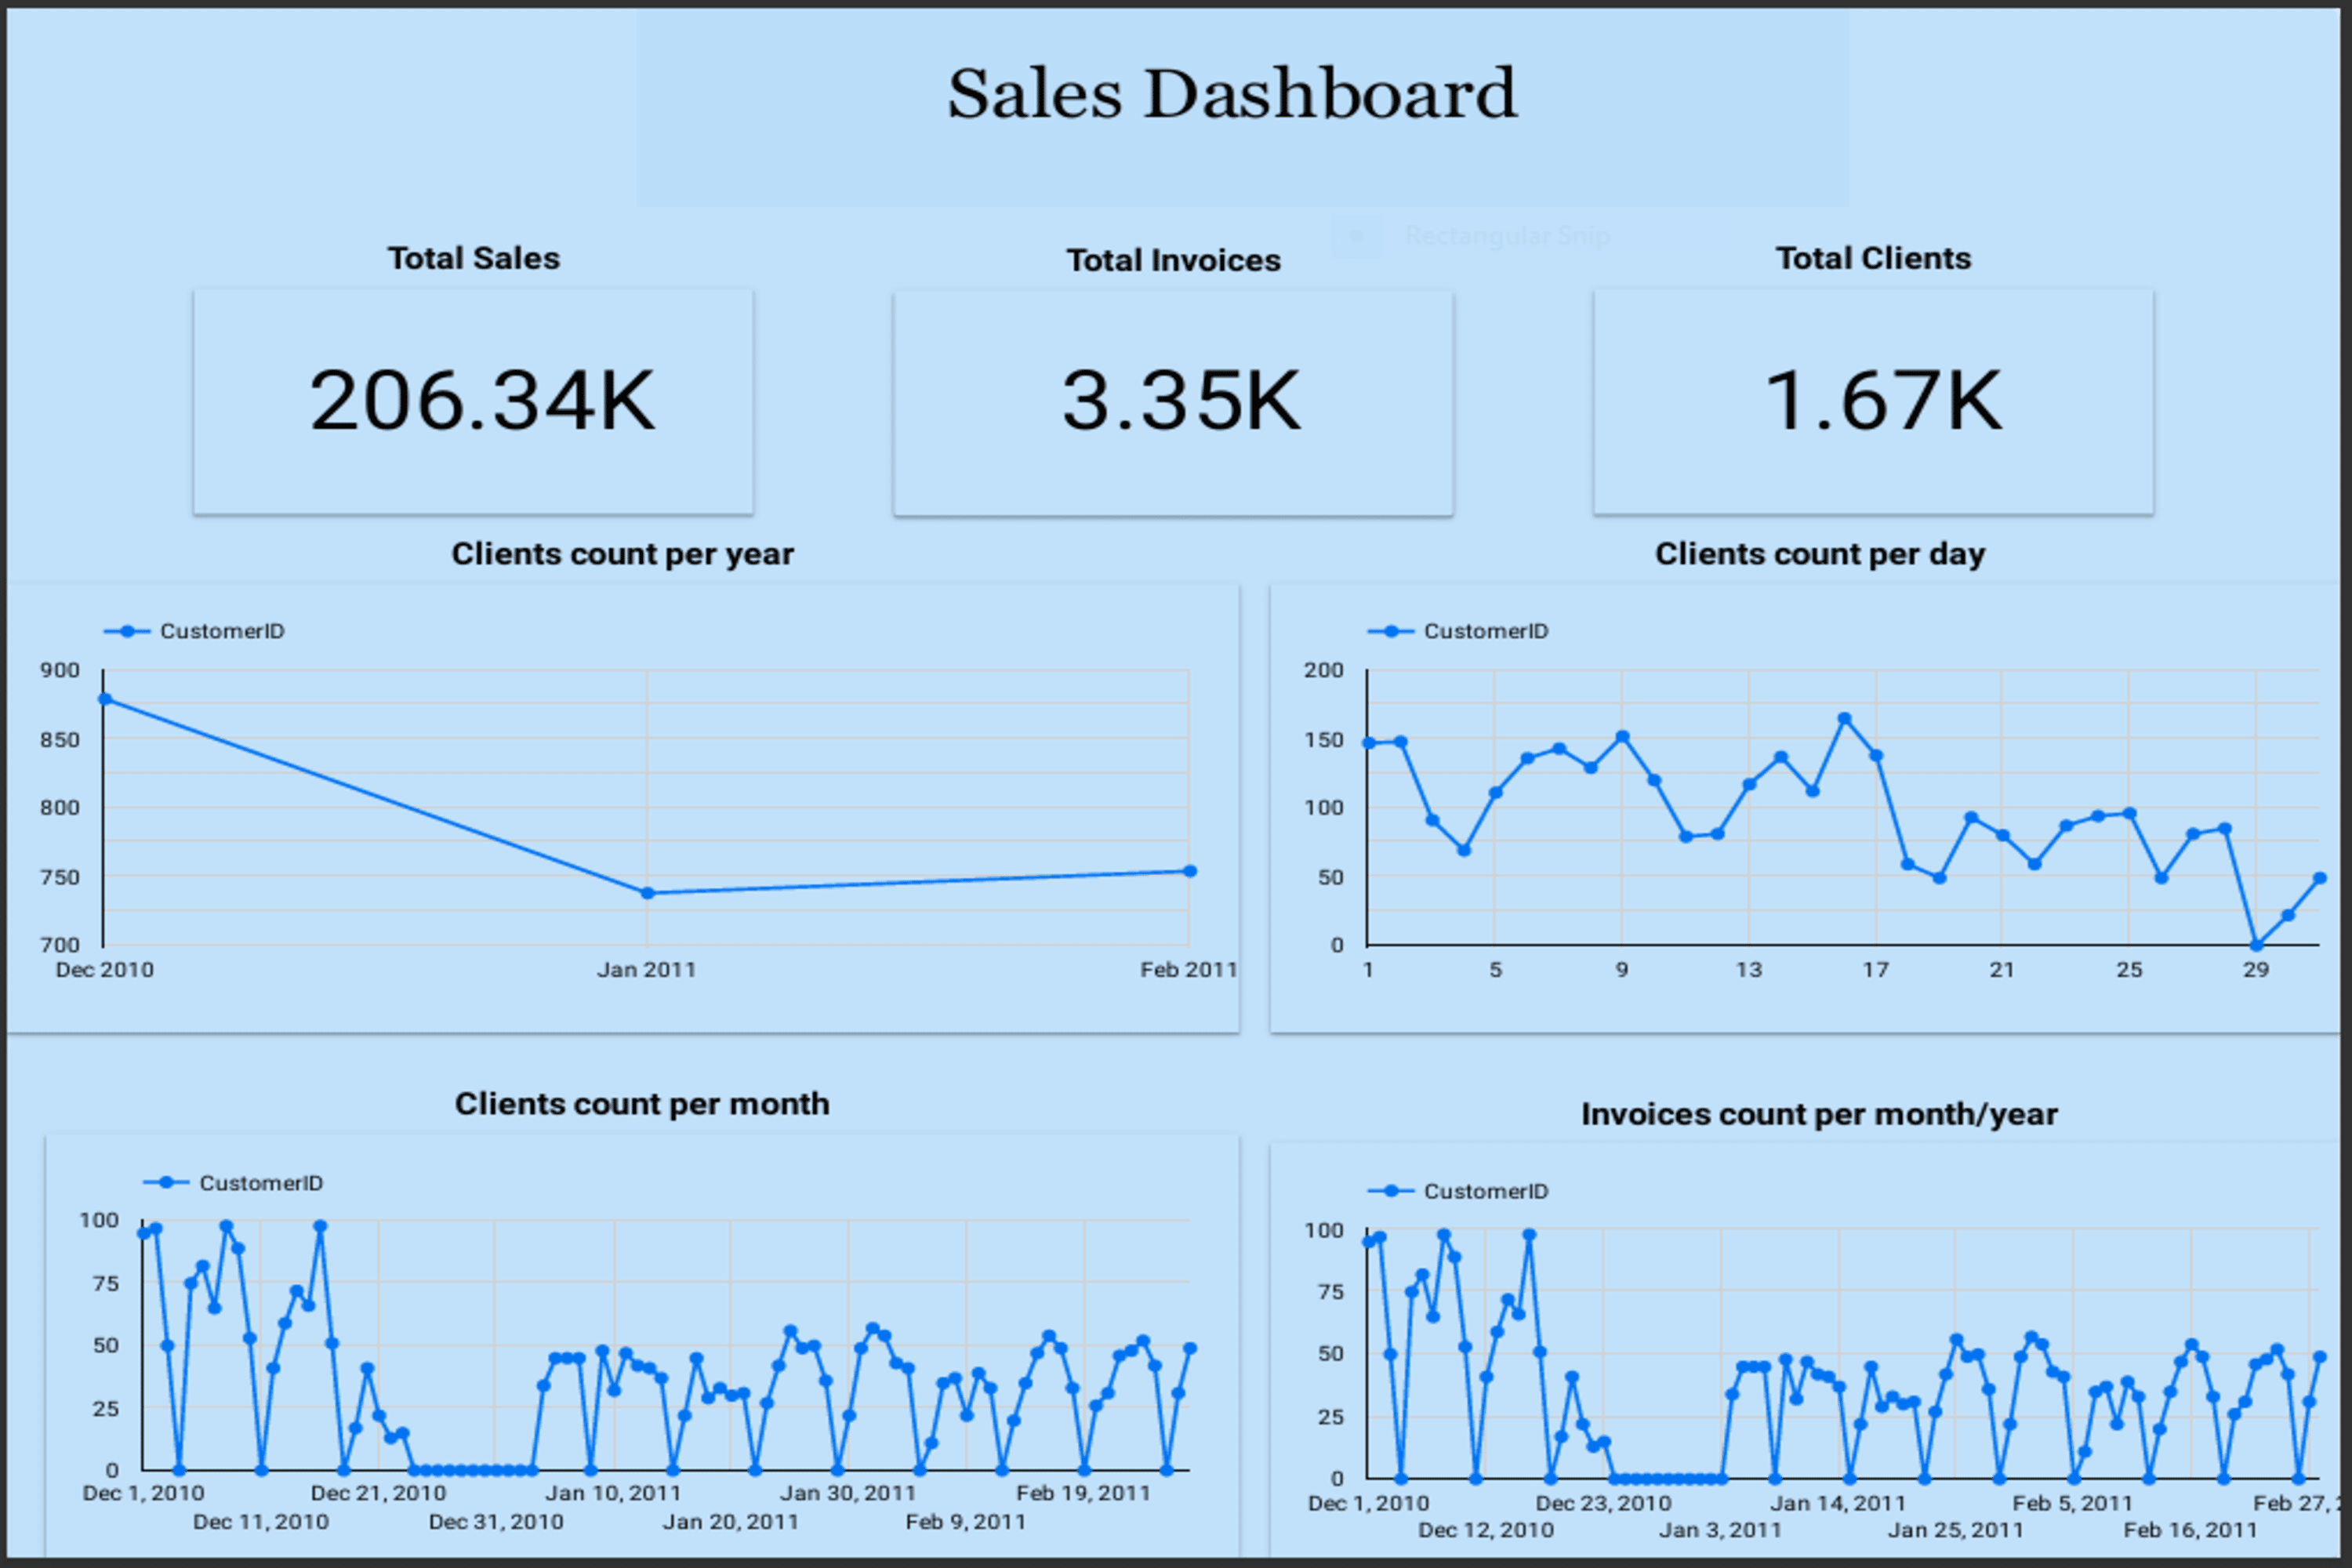 Sales Dashboard
Rectangular Snip
Total Sales
Total Invoices
Total Clients
206.34K
3.35K
1.67K
Clients count per year
Clients count per day
CustomerID
900
850
800
750
700
Dec 2010 Jan 2011 Feb 2011
CustomerID
200
150
100
50
0
1 5 9 13 17 21 25 29
Clients count per month
Invoices count per month/year
CustomerID
100
75
50
25
0
Dec 1, 2010 Dec 21, 2010 Jan 10, 2011 Jan 30, 2011 Feb 19, 2011
Dec 11, 2010 Dec 31, 2010 Jan 20, 2011 Feb 9, 2011
CustomerID
100
75
50
25
0
Dec 1, 2010 Dec 23, 2010 Jan 14, 2011 Feb 5, 2011 Feb 27, 2
Dec 12, 2010 Jan 3, 2011 Jan 25, 2011 Feb 16, 2011